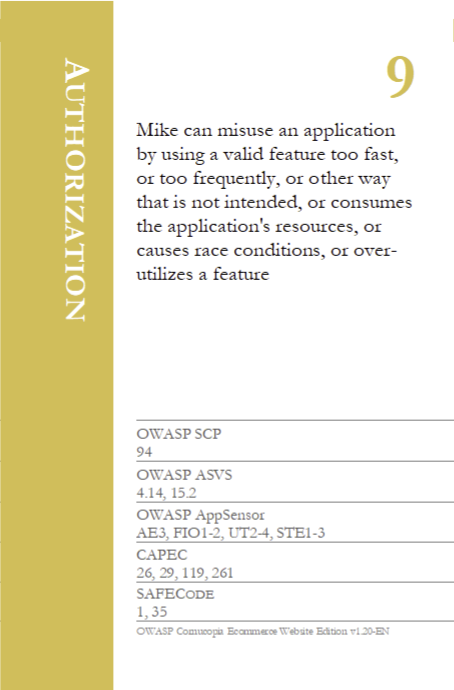 AUTHORIZATION
9
Mike can misuse an application
by using a valid feature too fast,
or too frequently, or other way
that is not intended, or consumes
the application's resources, or
causes race conditions, or over-
utilizes a feature
OWASP SCP
94
OWASP ASVS
4.14, 15.2
OWASP AppSensor
AE3, FIO1-2, UT2-4, STE1-3
CAPEC
26, 29, 119, 261
SAFECODE
1, 35
OWASP Cornucopia Ecommerce Website Edition v1.20-EN